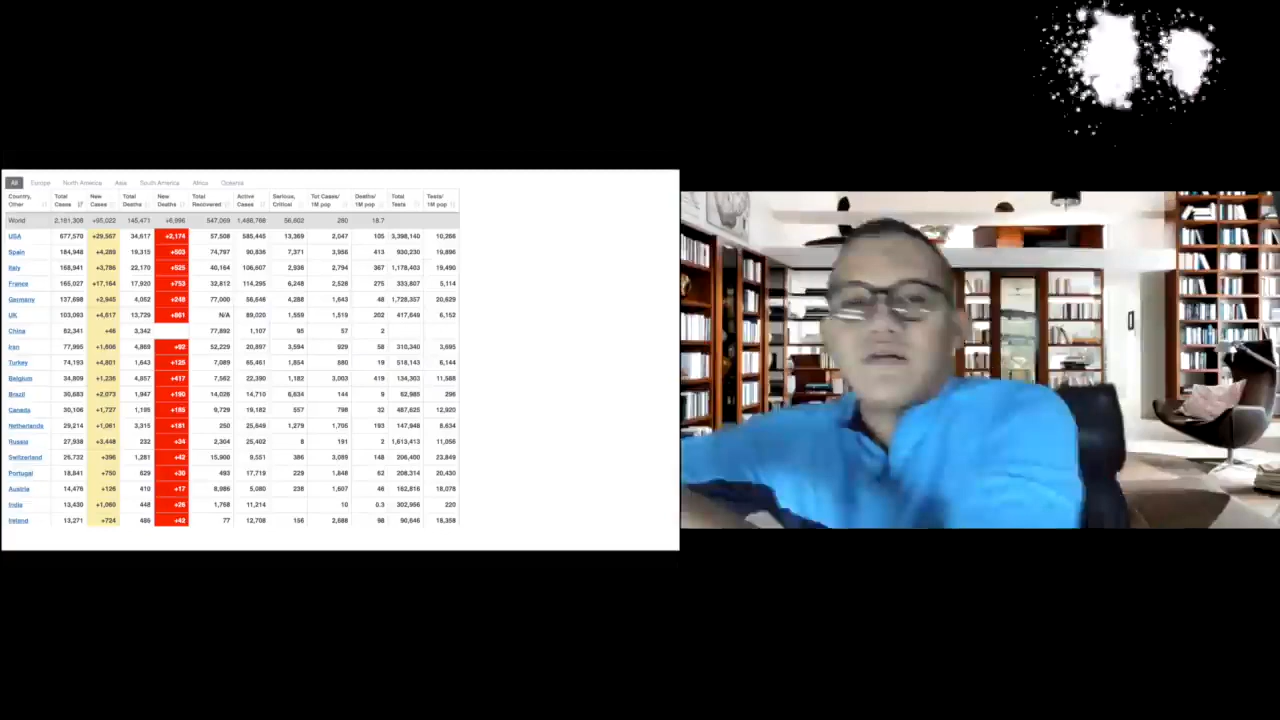 All Europe North America Asia South America Africa Oceania
Country, Other Total Cases New Cases Total Deaths New Deaths Total Recovered Active Cases Serious, Critical Tot Cases/ 1M pop Deaths/ 1M pop Total Tests Tests/ 1M pop
World 2,181,308 +95,022 145,471 +6,996 547,069 1,488,768 56,602 280 18.7
USA 677,570 +29,567 34,617 +2,174 57,508 585,445 13,369 2,047 105 3,398,140 10,266
Spain 184,948 +4,289 19,315 +503 74,797 90,836 7,371 3,956 413 930,230 19,896
Italy 168,941 +3,786 22,170 +525 40,164 106,607 2,936 2,794 367 1,178,403 19,490
France 165,027 +17,164 17,920 +753 32,812 114,295 6,248 2,528 275 333,807 5,114
Germany 137,698 +2,945 4,052 +248 77,000 56,646 4,288 1,643 48 1,728,357 20,629
UK 103,093 +4,617 13,729 +861 N/A 89,020 1,559 1,519 202 417,649 6,152
China 82,341 +46 3,342 77,892 1,107 95 57 2
Iran 77,995 +1,606 4,869 +92 52,229 20,897 3,594 929 58 310,340 3,695
Turkey 74,193 +4,801 1,643 +125 7,089 65,461 1,854 880 19 518,143 6,144
Belgium 34,809 +1,236 4,857 +417 7,562 22,390 1,182 3,003 419 134,303 11,588
Brazil 30,683 +2,073 1,947 +190 14,026 14,710 6,634 144 9 62,985 296
Canada 30,106 +1,727 1,195 +185 9,729 19,182 557 798 32 487,625 12,920
Netherlands 29,214 +1,061 3,315 +181 250 25,649 1,279 1,705 193 147,948 8,634
Russia 27,938 +3,448 232 +34 2,304 25,402 8 191 2 1,613,413 11,056
Switzerland 26,732 +396 1,281 +42 15,900 9,551 386 3,089 148 206,400 23,849
Portugal 18,841 +750 629 +30 493 17,719 229 1,848 62 208,314 20,430
Austria 14,476 +126 410 +17 8,986 5,080 238 1,607 46 162,816 18,078
India 13,430 +1,060 448 +26 1,768 11,214 10 0.3 302,956 220
Ireland 13,271 +724 486 +42 77 12,708 156 2,688 98 90,646 18,358